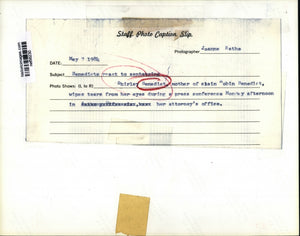 Staff Photo Caption Slip.
Photographer Joanne Rathe
DATE: May 7 1984
Subject Benedicts react to sentencing
Photo Shows: (L to R) Shirley Benedict, mother of slain Robin Benedict,
wipes tears from her eyes during a press conference Monday afternoon
in her attorney's office.